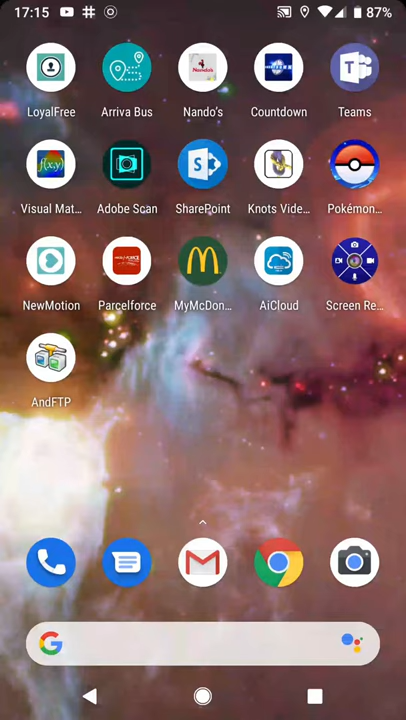 17:15
87%
LoyalFree
Arriva Bus
Nando's
Countdown
Teams
Visual Mat...
Adobe Scan
SharePoint
Knots Vide...
Pokémon...
NewMotion
Parcelforce
MyMcDon...
AiCloud
Screen Re...
AndFTP